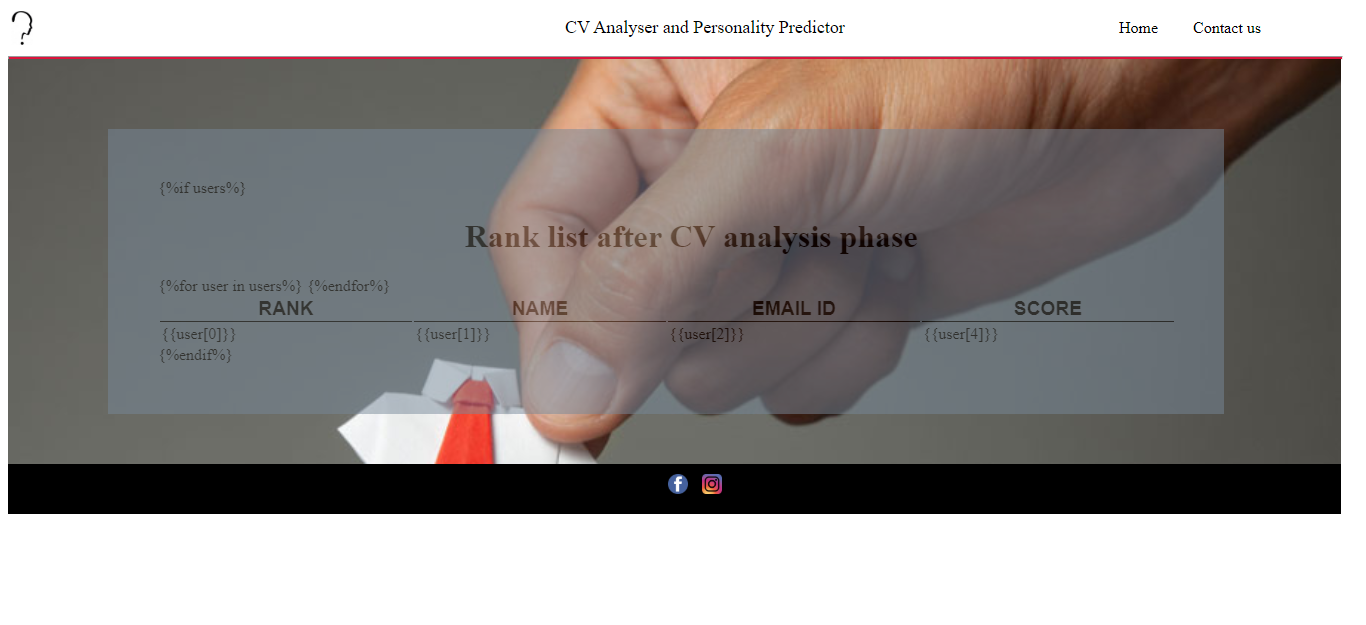 CV Analyser and Personality Predictor Home Contact us
{%if users%}
Rank list after CV analysis phase
{%for user in users%} {%endfor%}
RANK NAME EMAIL ID SCORE
{{user[0]}} {{user[1]}} {{user[2]}} {{user[4]}}
{%endif%}